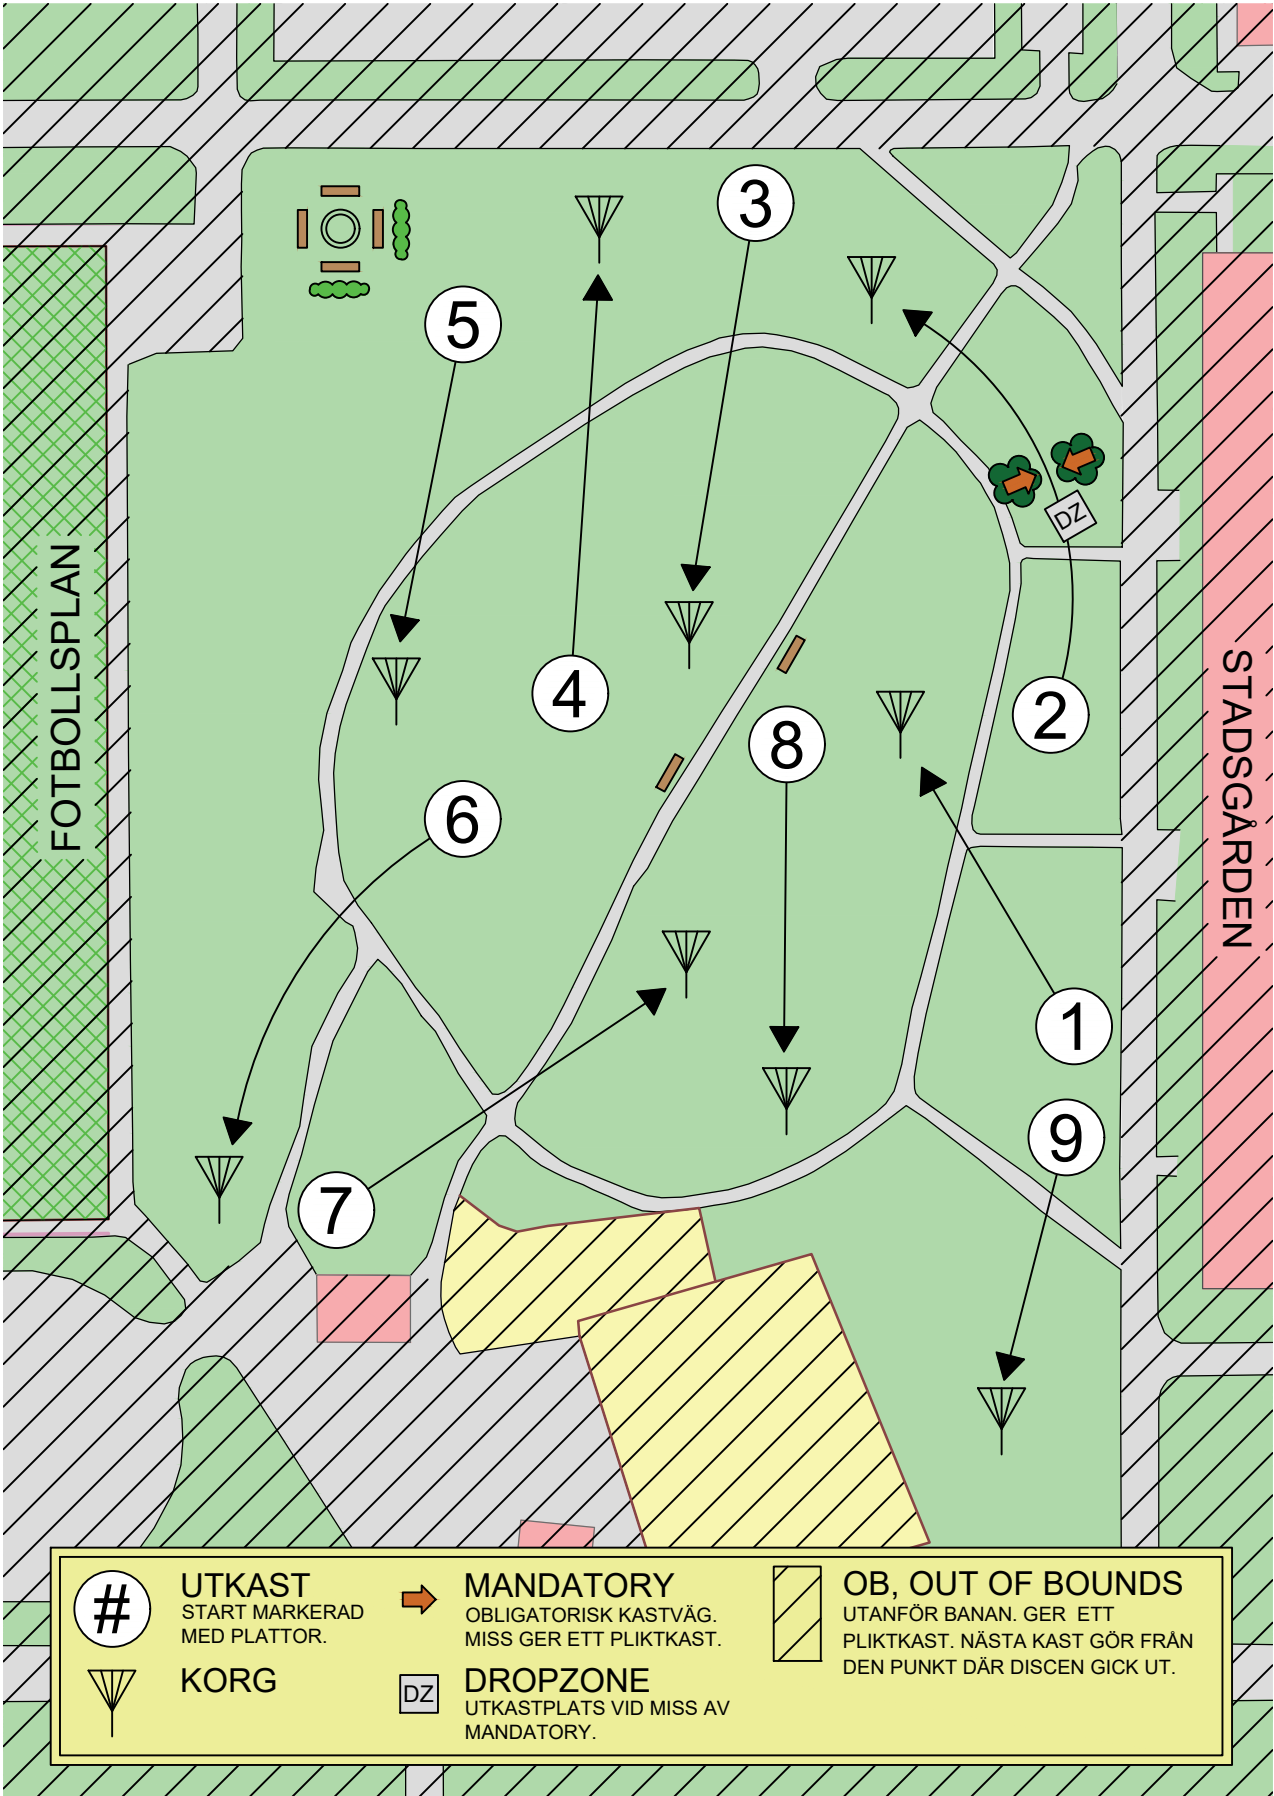 3
5
FOTBOLLSPLAN
DZ
4
2
8
STADSGÅRDEN
6
1
9
7
#
UTKAST
START MARKERAD
MED PLATTOR.
KORG
MANDATORY
OBLIGATORISK KASTVÄG.
MISS GER ETT PLIKTKAST.
DZ
DROPZONE
UTKASTPLATS VID MISS AV
MANDATORY.
OB, OUT OF BOUNDS
UTANFÖR BANAN. GER ETT
PLIKTKAST. NÄSTA KAST GÖR FRÅN
DEN PUNKT DÄR DISCEN GICK UT.